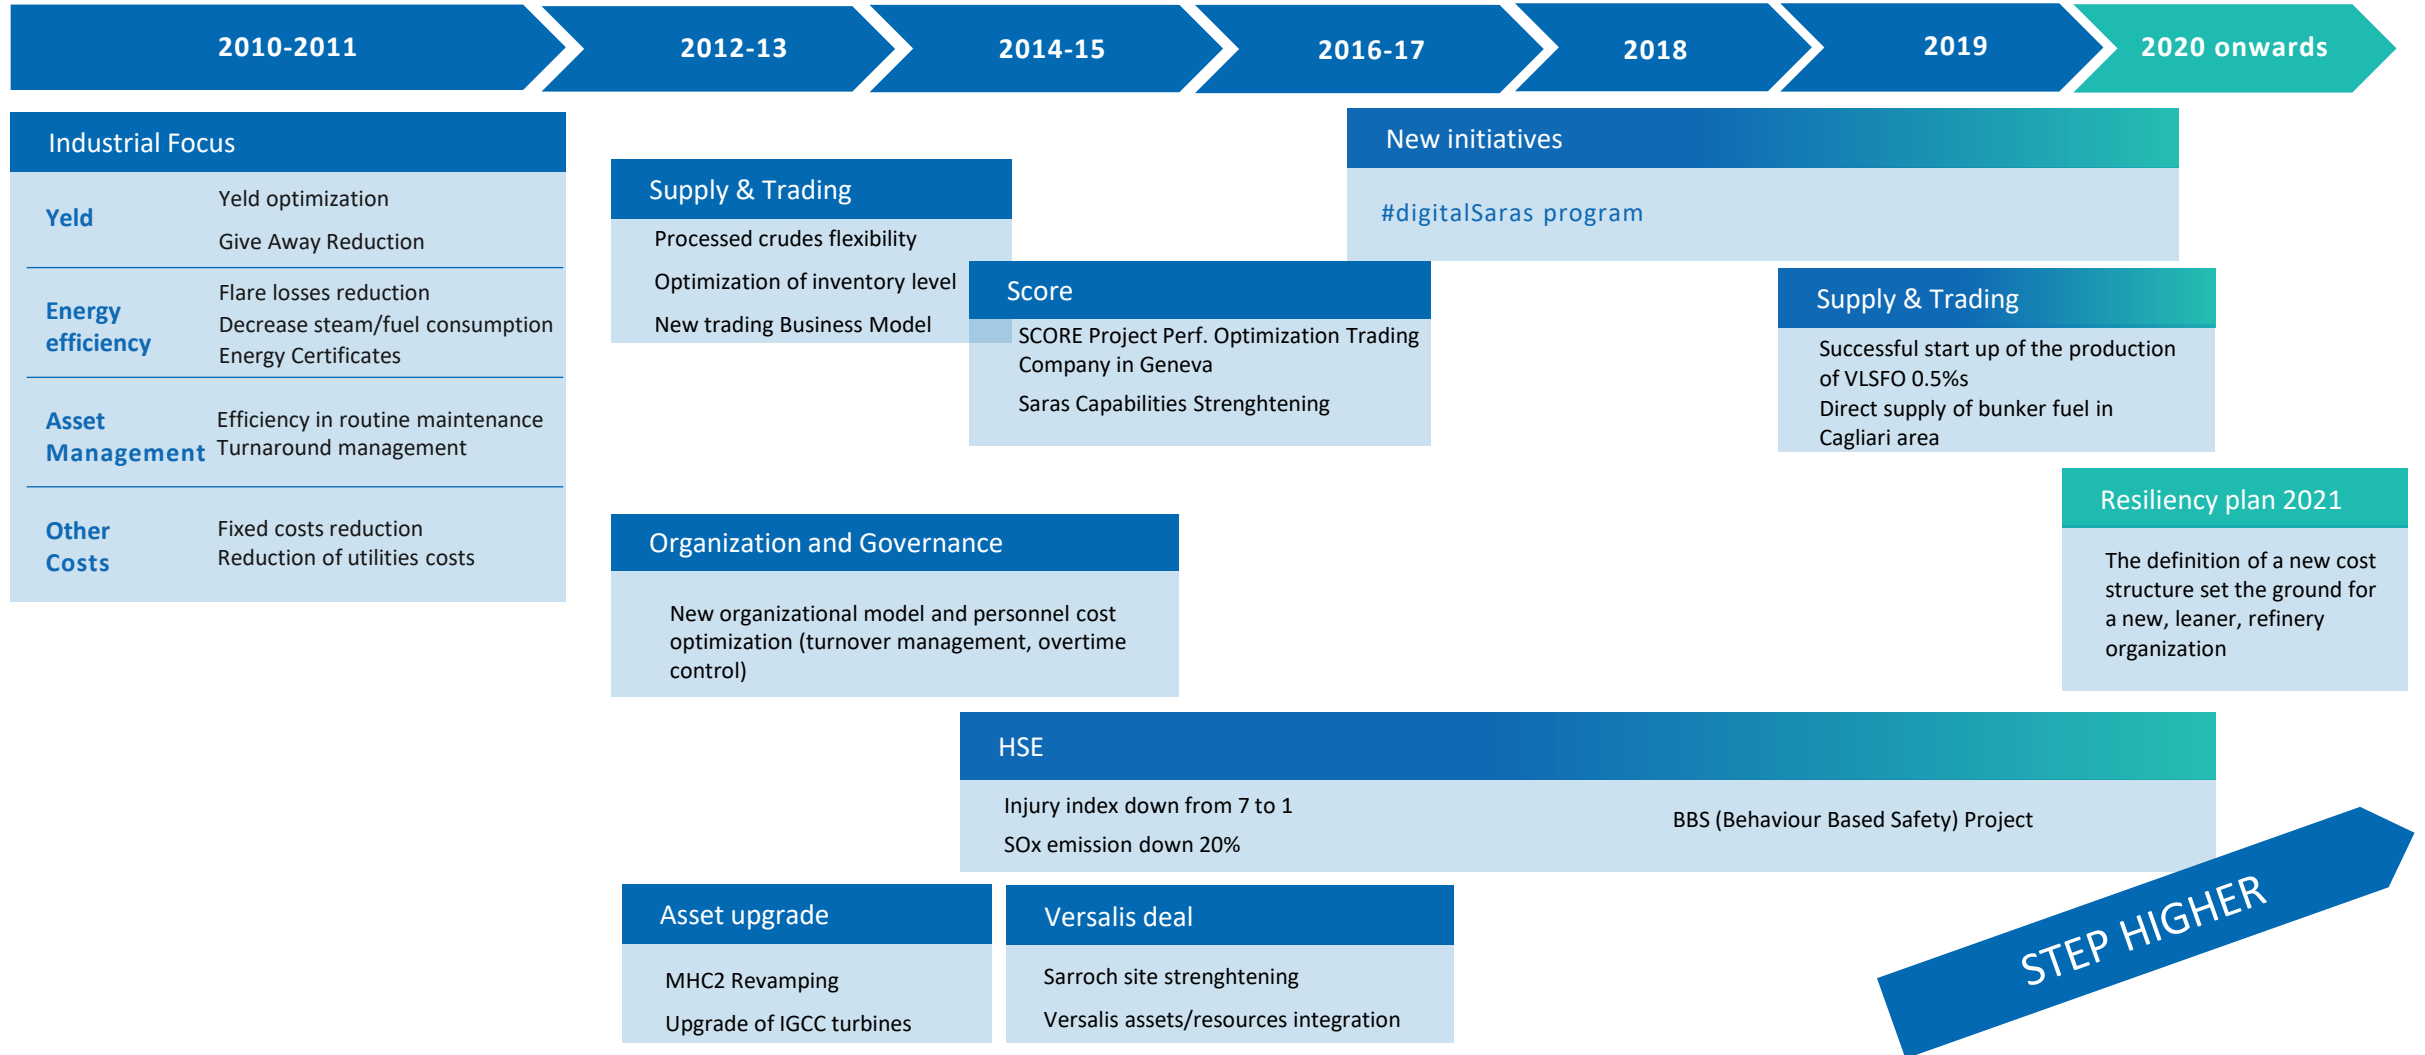 2010-2011
2012-13
2014-15
2016-17
2018
2019
2020 onwards
Industrial Focus
Yeld
Yeld optimization
Give Away Reduction
Energy
efficiency
Flare losses reduction
Decrease steam/fuel consumption
Energy Certificates
Asset
Management
Efficiency in routine maintenance
Turnaround management
Other
Costs
Fixed costs reduction
Reduction of utilities costs
Supply & Trading
Processed crudes flexibility
Optimization of inventory level
New trading Business Model
Score
SCORE Project Perf. Optimization Trading
Company in Geneva
Saras Capabilities Strenghtening
New initiatives
#digitalSaras program
Supply & Trading
Successful start up of the production
of VLSFO 0.5%s
Direct supply of bunker fuel in
Cagliari area
Resiliency plan 2021
The definition of a new cost
structure set the ground for
a new, leaner, refinery
organization
Organization and Governance
New organizational model and personnel cost
optimization (turnover management, overtime
control)
HSE
Injury index down from 7 to 1
SOx emission down 20%
BBS (Behaviour Based Safety) Project
Asset upgrade
MHC2 Revamping
Upgrade of IGCC turbines
Versalis deal
Sarroch site strenghtening
Versalis assets/resources integration
STEP HIGHER